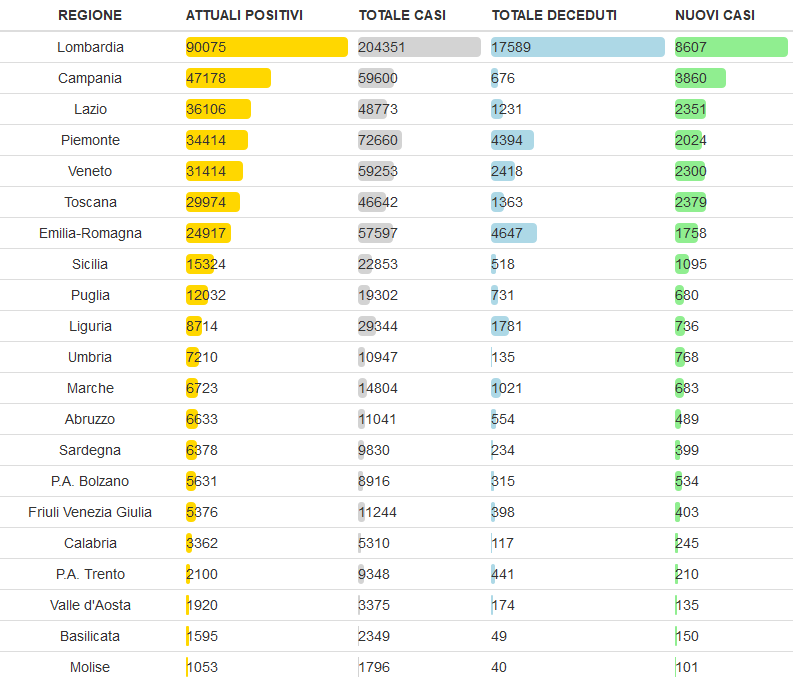 REGIONE ATTUALI POSITIVI TOTALE CASI TOTALE DECEDUTI NUOVI CASI
Lombardia 90075 204351 17589 8607
Campania 47178 59600 676 3860
Lazio 36106 48773 1231 2351
Piemonte 34414 72660 4394 2024
Veneto 31414 59253 2418 2300
Toscana 29974 46642 1363 2379
Emilia-Romagna 24917 57597 4647 1758
Sicilia 15324 22853 518 1095
Puglia 12032 19302 731 680
Liguria 8714 29344 1781 736
Umbria 7210 10947 135 768
Marche 6723 14804 1021 683
Abruzzo 6633 11041 554 489
Sardegna 6378 9830 234 399
P.A. Bolzano 5631 8916 315 534
Friuli Venezia Giulia 5376 11244 398 403
Calabria 3362 5310 117 245
P.A. Trento 2100 9348 441 210
Valle d'Aosta 1920 3375 174 135
Basilicata 1595 2349 49 150
Molise 1053 1796 40 101